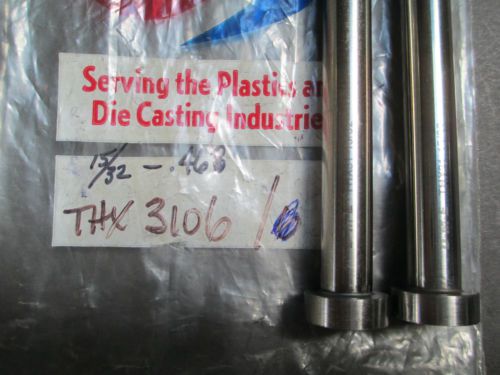 Serving the Plastics an
Die Casting Industrie
15/32 - .468
THX 3106 /